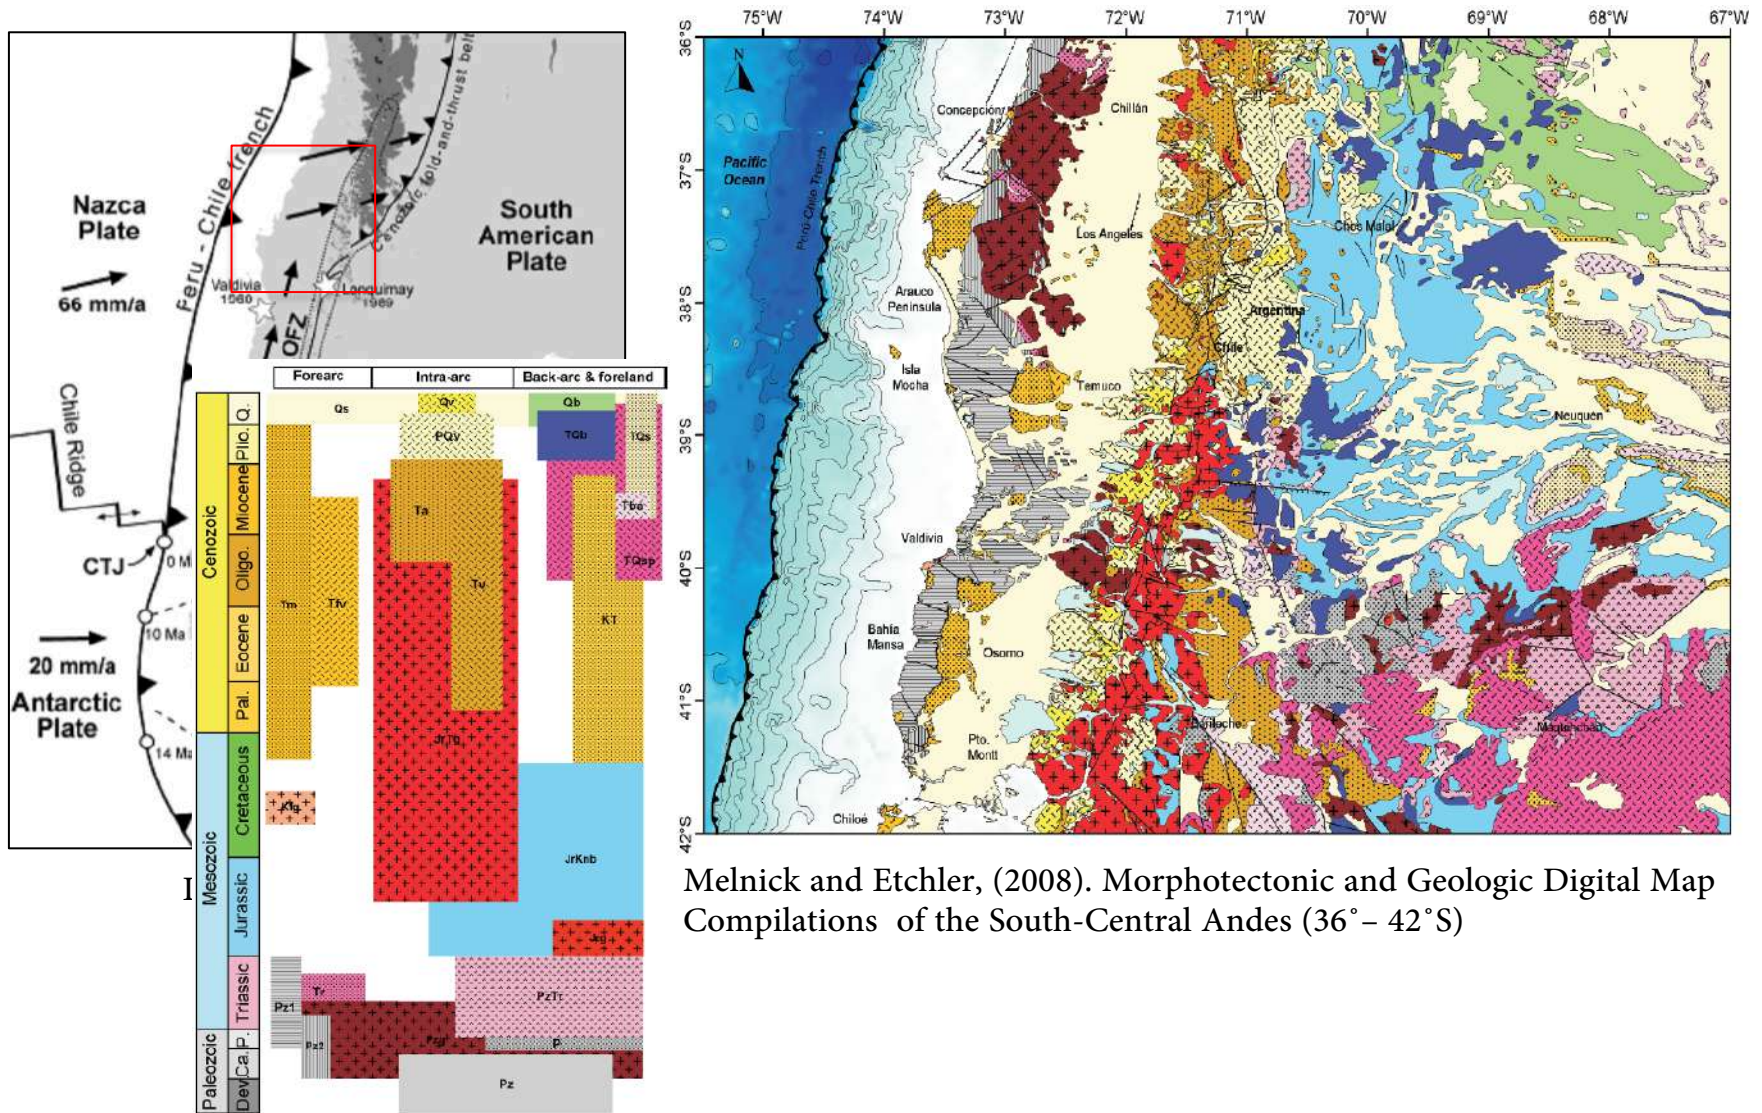 Nazca
Plate
66 mm/a
Peru - Chile trench
Cenozoic fold-and-thrust belt
South
American
Plate
Valdivia
1960
Lonquimay
1989
OFZ
Chile Ridge
CTJ
0 M
10 Ma
20 mm/a
Antarctic
Plate
14 Ma
Forearc
Intra-arc
Back-arc & foreland
Cenozoic
Mesozoic
Paleozoic
Q.
Plio.
Miocene
Oligo.
Eocene
Pal.
Cretaceous
Jurassic
Triassic
P.
Ca.
Dev.
Qs
Qv
Qb
PQv
TQb
TQs
Ta
Tba
TQsp
Tm
Tfv
Tv
KT
JrTg
Kfg
JrKnb
Jrg
Pz1
Tr
PzTr
Pz2
Pzg
P
Pz
75°W
74°W
73°W
72°W
71°W
70°W
69°W
68°W
67°W
36°S
37°S
38°S
39°S
40°S
41°S
42°S
N
Pacific
Ocean
Perú-Chile Trench
Concepción
Chillán
Los Angeles
Chos Malal
Arauco
Peninsula
Argentina
Chile
Isla
Mocha
Temuco
Neuquén
Valdivia
Bahía
Mansa
Osorno
Bariloche
Maquinchao
Pto.
Montt
Chiloé
Melnick and Etchler, (2008). Morphotectonic and Geologic Digital Map
Compilations of the South-Central Andes (36˚– 42˚S)